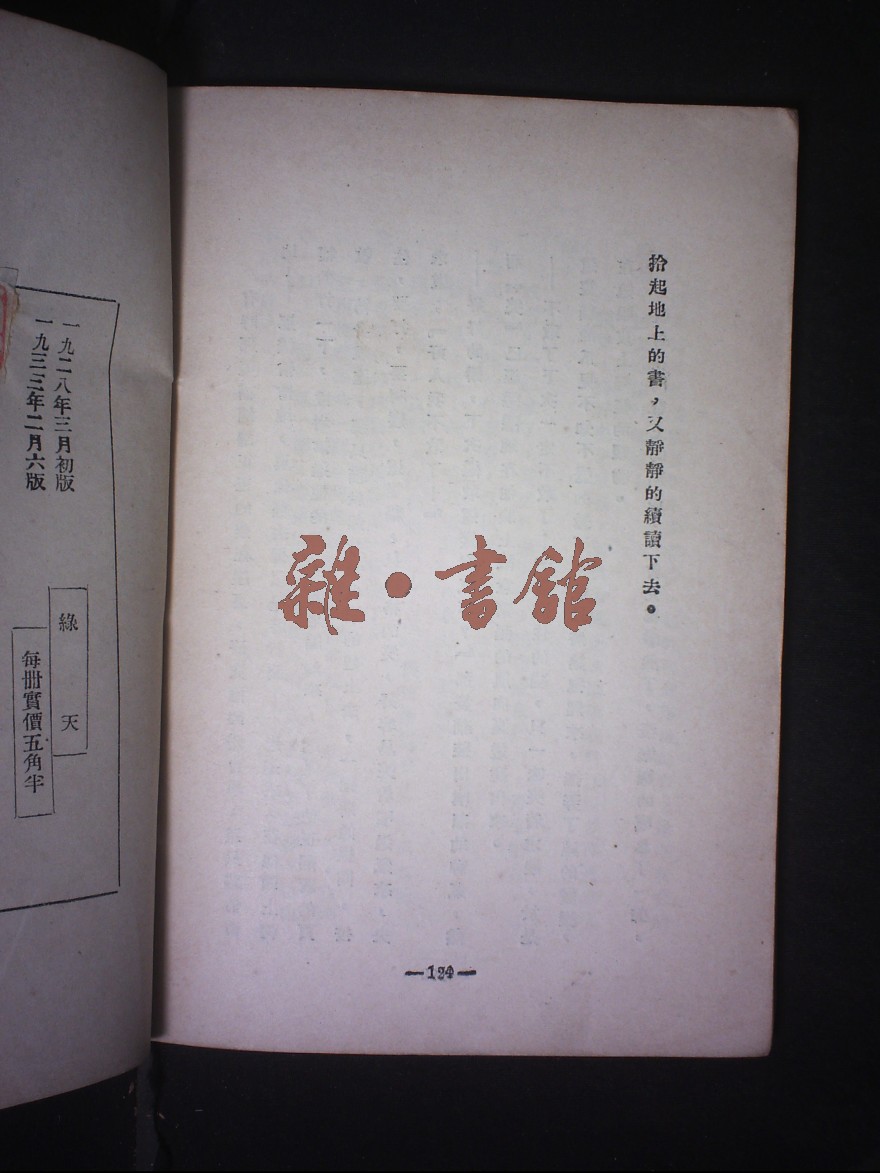 拾起地上的書，又靜靜的續讀下去。
—124—
一九二八年三月初版
一九三二年二月六版
綠天
每冊實價五角半
雜•書館